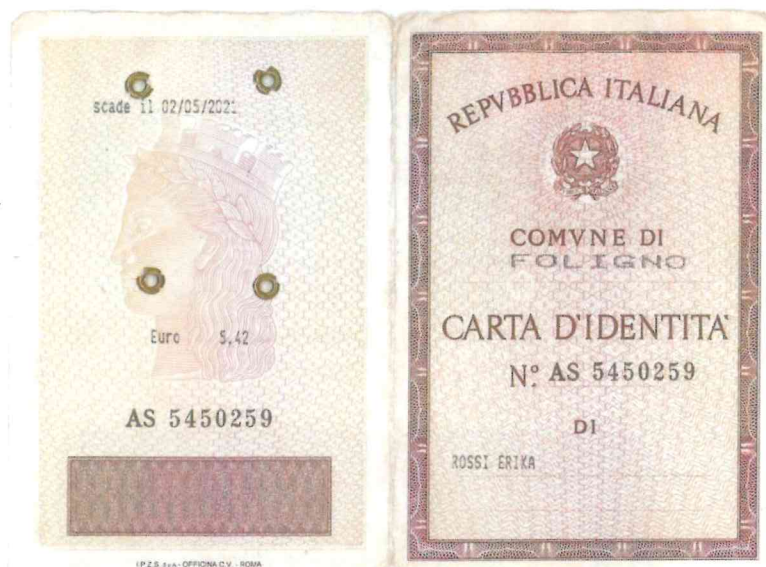 scade il 02/05/2021
Euro 5,42
AS 5450259
I.P.Z.S. S.p.A. - OFFICINA C.V. - ROMA
REPVBBLICA ITALIANA
COMVNE DI
FOLIGNO
CARTA D'IDENTITA'
N.º AS 5450259
DI
ROSSI ERIKA